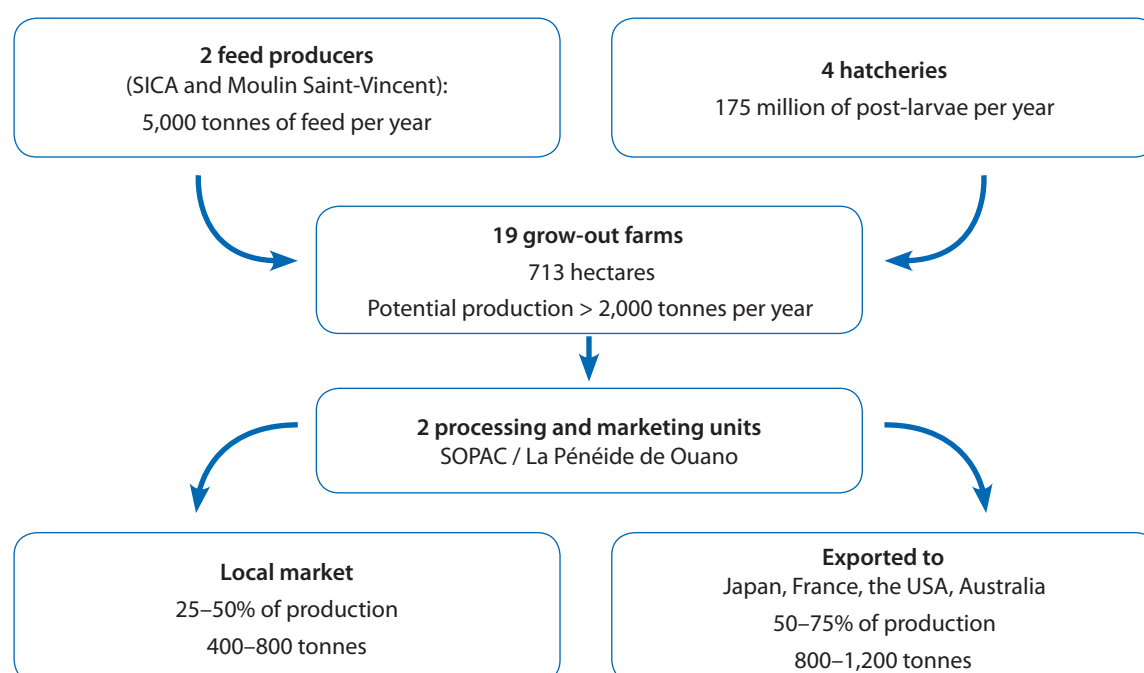 2 feed producers
(SICA and Moulin Saint-Vincent):
5,000 tonnes of feed per year
4 hatcheries
175 million of post-larvae per year
19 grow-out farms
713 hectares
Potential production > 2,000 tonnes per year
2 processing and marketing units
SOPAC / La Pénéide de Ouano
Local market
25–50% of production
400–800 tonnes
Exported to
Japan, France, the USA, Australia
50–75% of production
800–1,200 tonnes